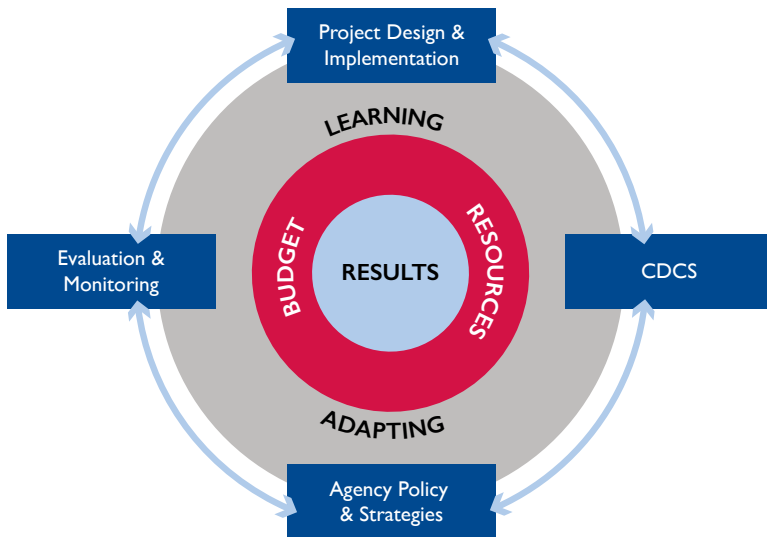 Project Design &
Implementation
LEARNING
BUDGET
RESOURCES
Evaluation &
Monitoring
RESULTS
CDCS
ADAPTING
Agency Policy
& Strategies